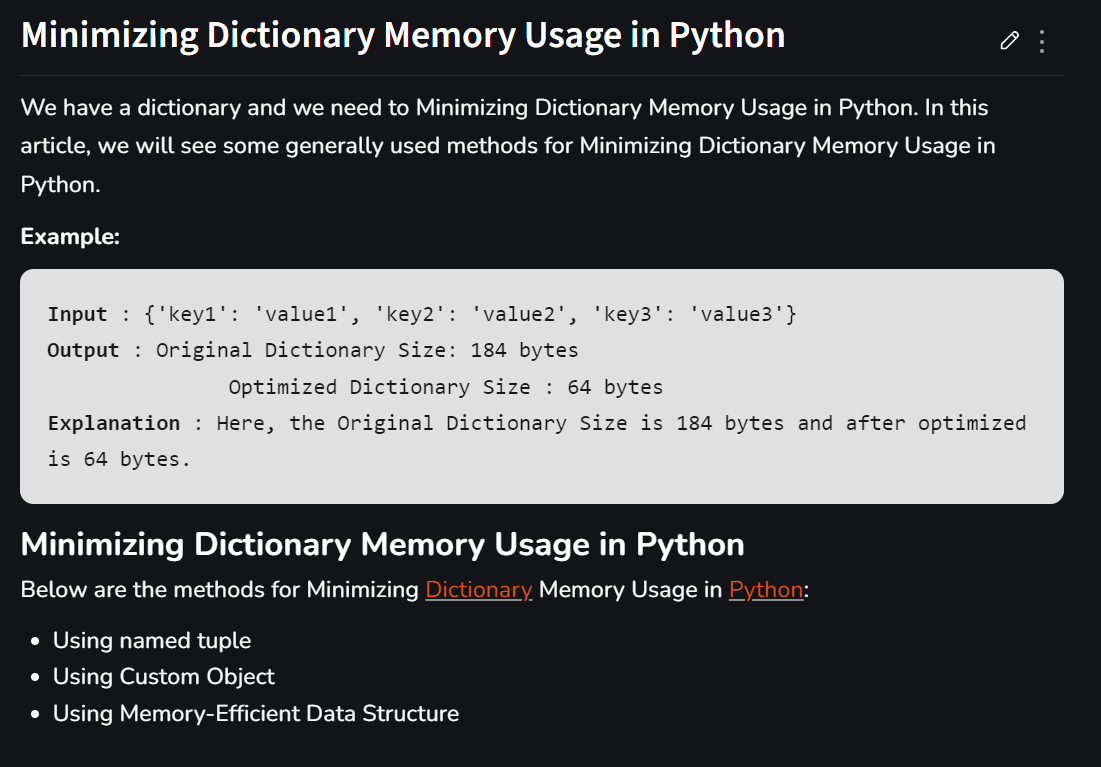 Minimizing Dictionary Memory Usage in Python
We have a dictionary and we need to Minimizing Dictionary Memory Usage in Python. In this
article, we will see some generally used methods for Minimizing Dictionary Memory Usage in
Python.
Example:
Input : {'key1': 'value1', 'key2': 'value2', 'key3': 'value3'}
Output : Original Dictionary Size: 184 bytes
Optimized Dictionary Size : 64 bytes
Explanation : Here, the Original Dictionary Size is 184 bytes and after optimized
is 64 bytes.
Minimizing Dictionary Memory Usage in Python
Below are the methods for Minimizing Dictionary Memory Usage in Python:
• Using named tuple
• Using Custom Object
• Using Memory-Efficient Data Structure